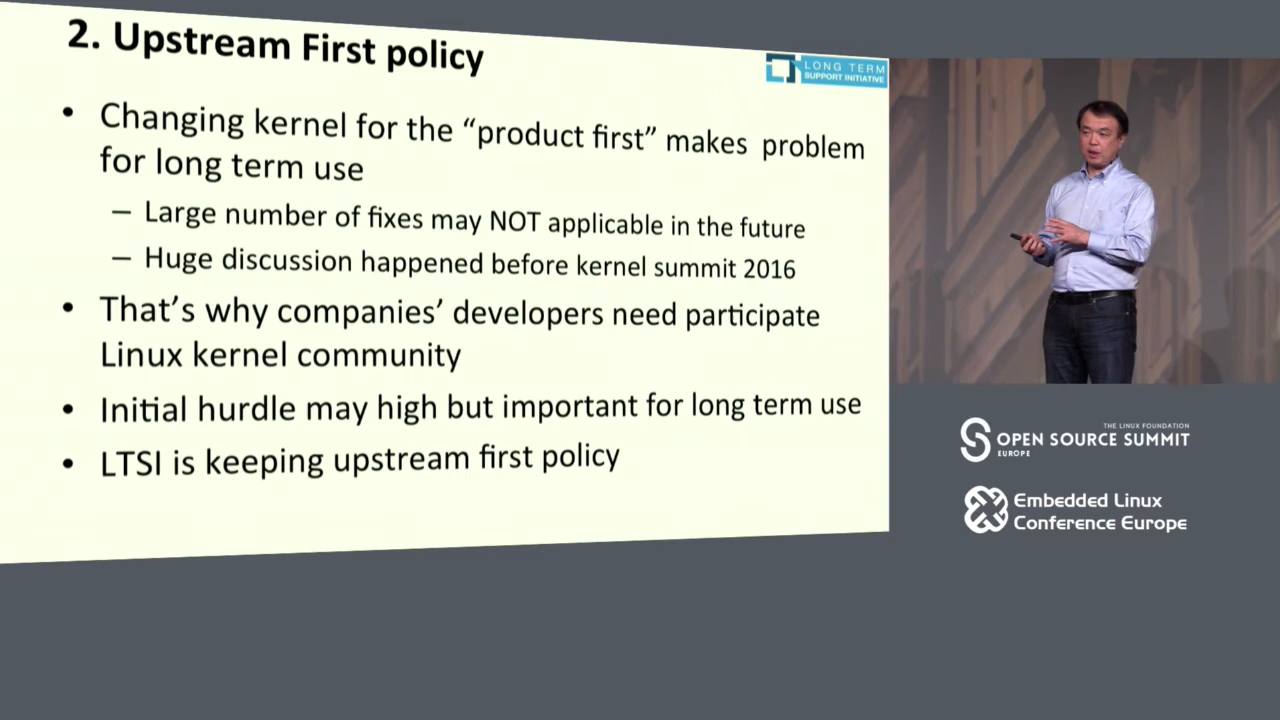 2. Upstream First policy
LONG TERM
SUPPORT INITIATIVE
• Changing kernel for the “product first” makes problem
for long term use
– Large number of fixes may NOT applicable in the future
– Huge discussion happened before kernel summit 2016
• That’s why companies’ developers need participate
Linux kernel community
• Initial hurdle may high but important for long term use
• LTSI is keeping upstream first policy
THE LINUX FOUNDATION
OPEN SOURCE SUMMIT
EUROPE
Embedded Linux
Conference Europe